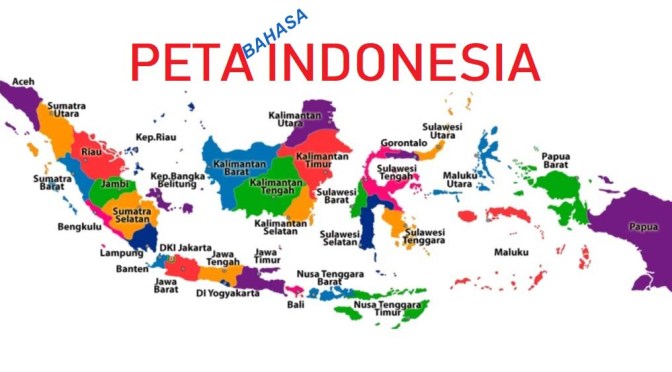 BAHASA
PETA INDONESIA
Aceh
Sumatra
Utara
Riau
Kep.Riau
Sumatra
Barat
Jambi
Kep.Bangka
Belitung
Sumatra
Selatan
Bengkulu
Lampung
Banten
DKI Jakarta
Jawa
Barat
Jawa
Tengah
DI Yogyakarta
Jawa
Timur
Bali
Nusa Tenggara
Barat
Nusa Tenggara
Timur
Kalimantan
Utara
Kalimantan
Barat
Kalimantan
Timur
Kalimantan
Tengah
Kalimantan
Selatan
Gorontalo
Sulawesi
Utara
Sulawesi
Tengah
Sulawesi
Barat
Sulawesi
Selatan
Sulawesi
Tenggara
Maluku
Utara
Maluku
Papua
Barat
Papua